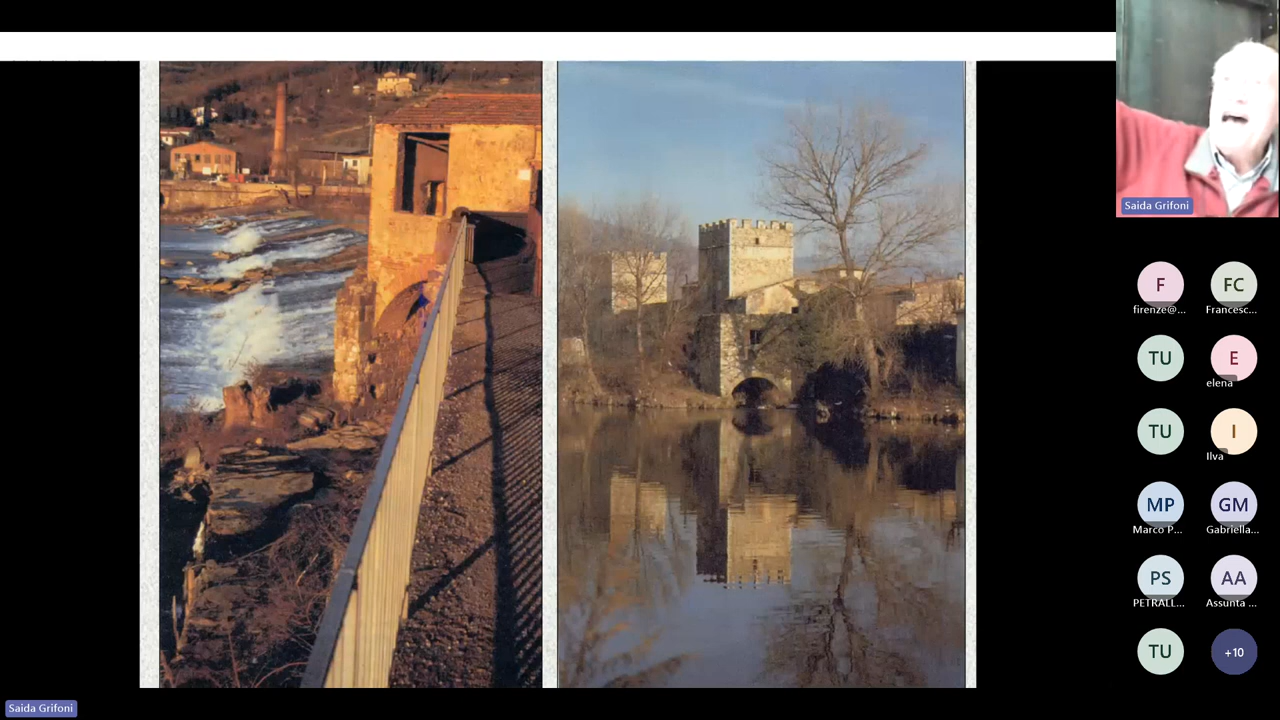 Saida Grifoni
F
firenze@...
FC
Francesc...
TU
E
elena
TU
I
Ilva
MP
Marco P...
GM
Gabriella...
PS
PETRALL...
AA
Assunta ...
TU
+10
Saida Grifoni